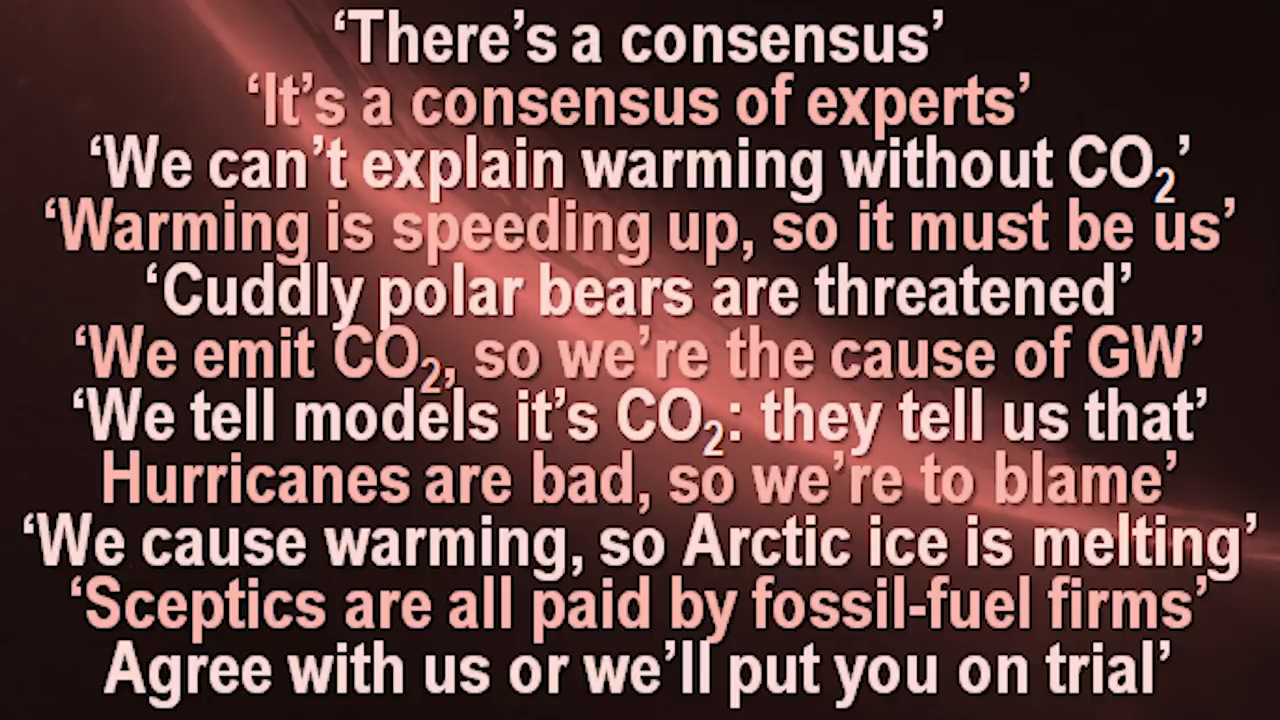 ‘There’s a consensus’
‘It’s a consensus of experts’
‘We can’t explain warming without CO₂’
‘Warming is speeding up, so it must be us’
‘Cuddly polar bears are threatened’
‘We emit CO₂, so we’re the cause of GW’
‘We tell models it’s CO₂: they tell us that’
Hurricanes are bad, so we’re to blame’
‘We cause warming, so Arctic ice is melting’
‘Sceptics are all paid by fossil-fuel firms’
Agree with us or we’ll put you on trial’